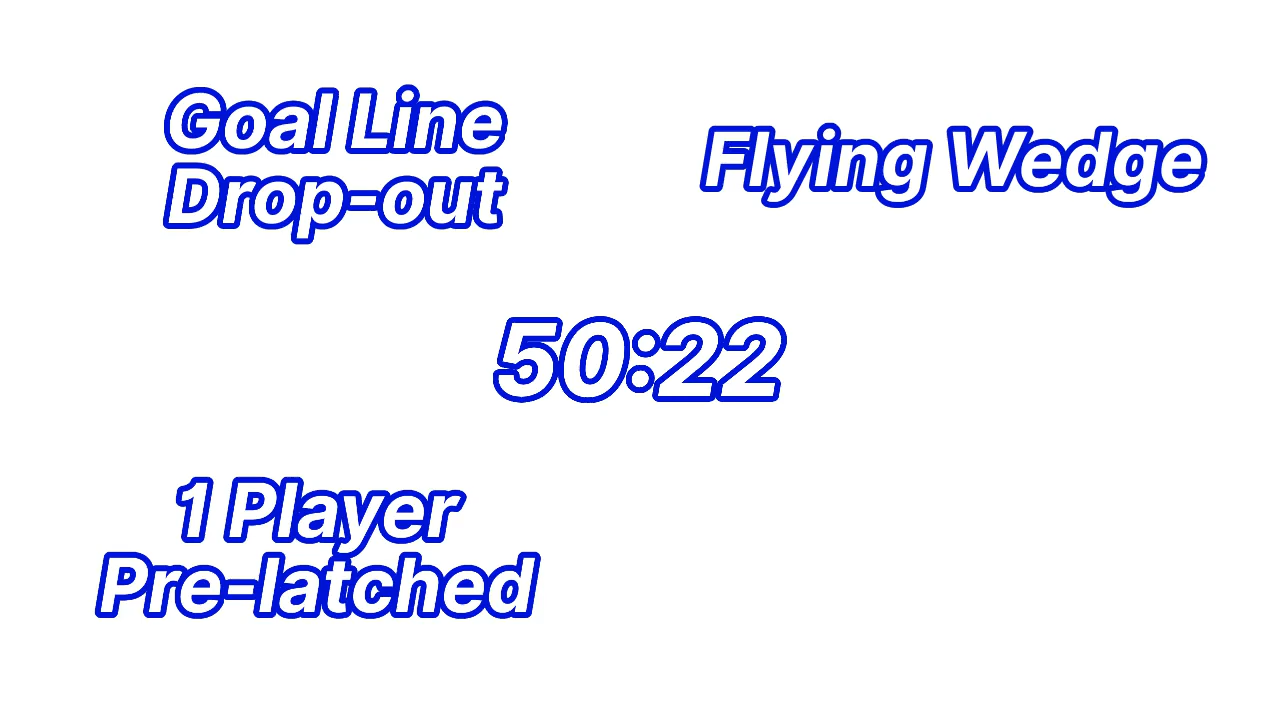 Goal Line
Drop-out
Flying Wedge
50:22
1 Player
Pre-latched